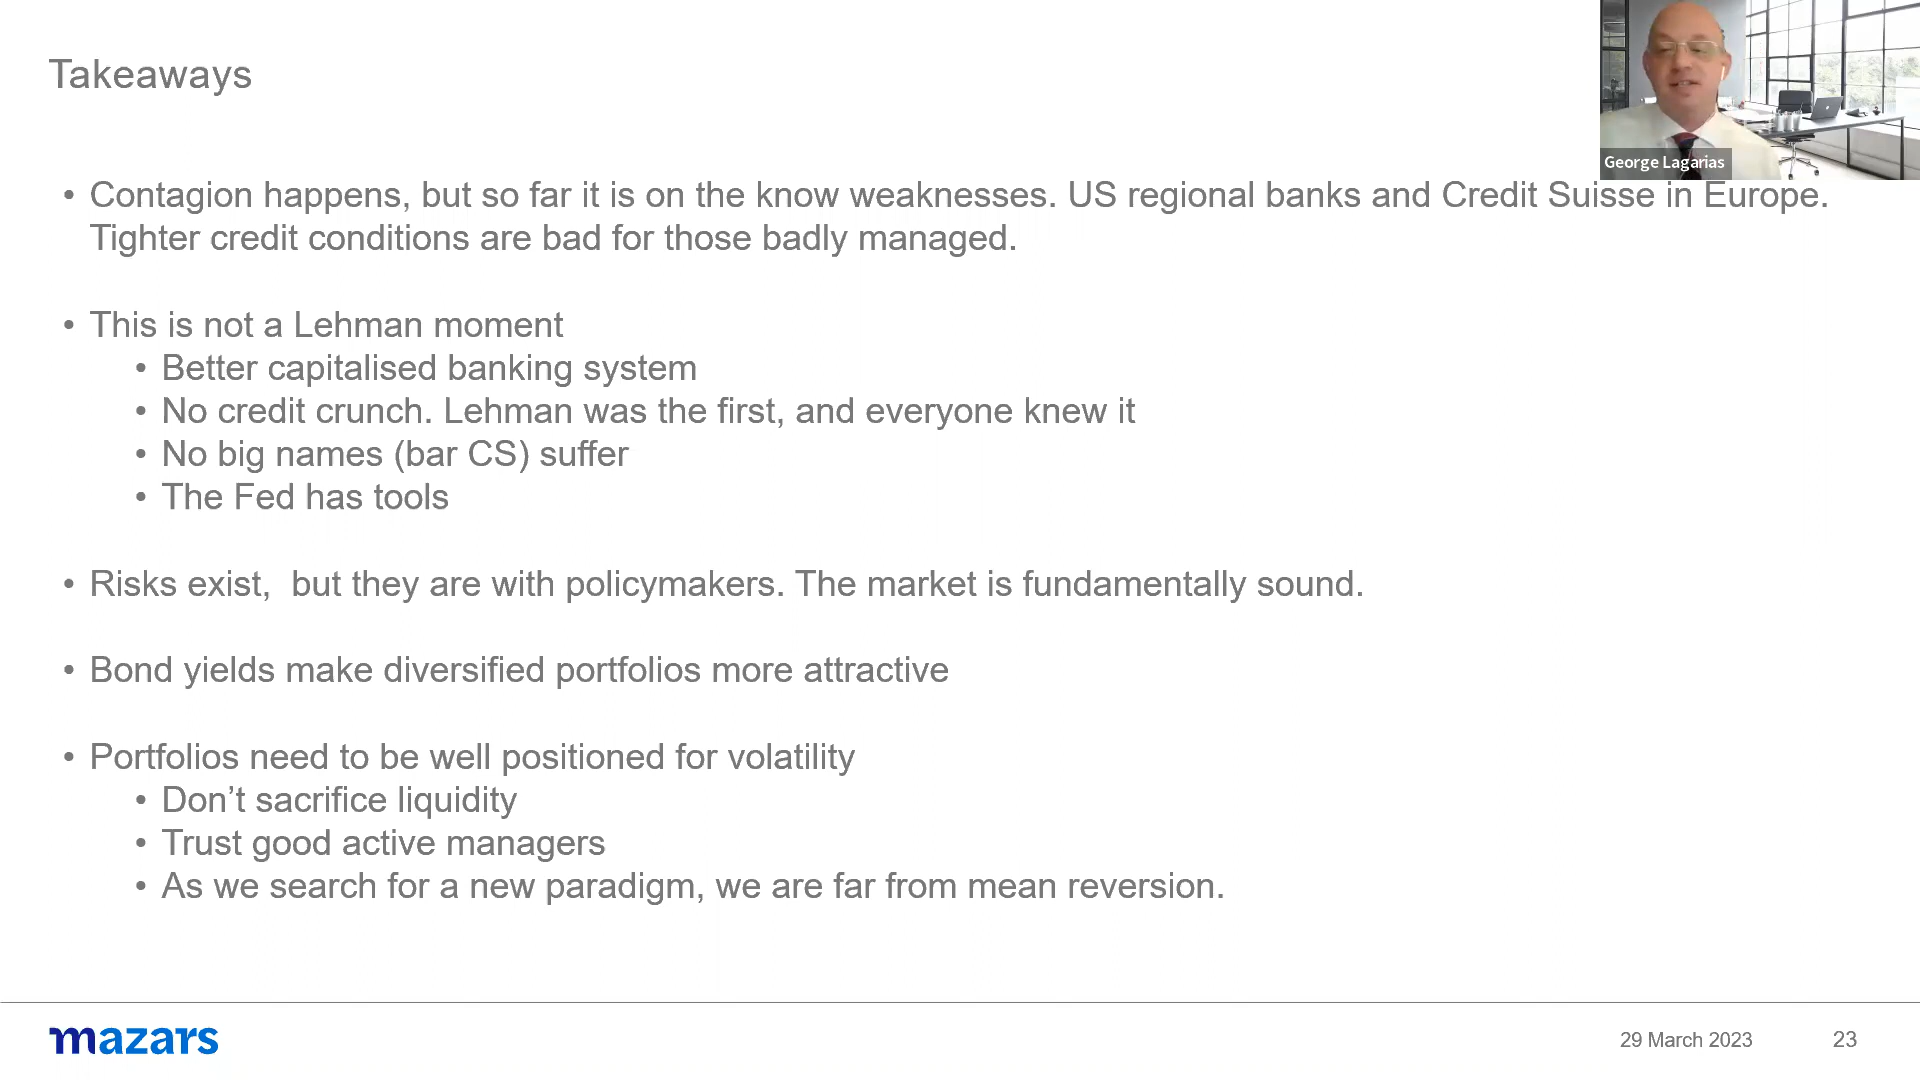 Takeaways
George Lagarias
• Contagion happens, but so far it is on the know weaknesses. US regional banks and Credit Suisse in Europe.
Tighter credit conditions are bad for those badly managed.
• This is not a Lehman moment
• Better capitalised banking system
• No credit crunch. Lehman was the first, and everyone knew it
• No big names (bar CS) suffer
• The Fed has tools
• Risks exist,  but they are with policymakers. The market is fundamentally sound.
• Bond yields make diversified portfolios more attractive
• Portfolios need to be well positioned for volatility
• Don’t sacrifice liquidity
• Trust good active managers
• As we search for a new paradigm, we are far from mean reversion.
mazars
29 March 2023
23